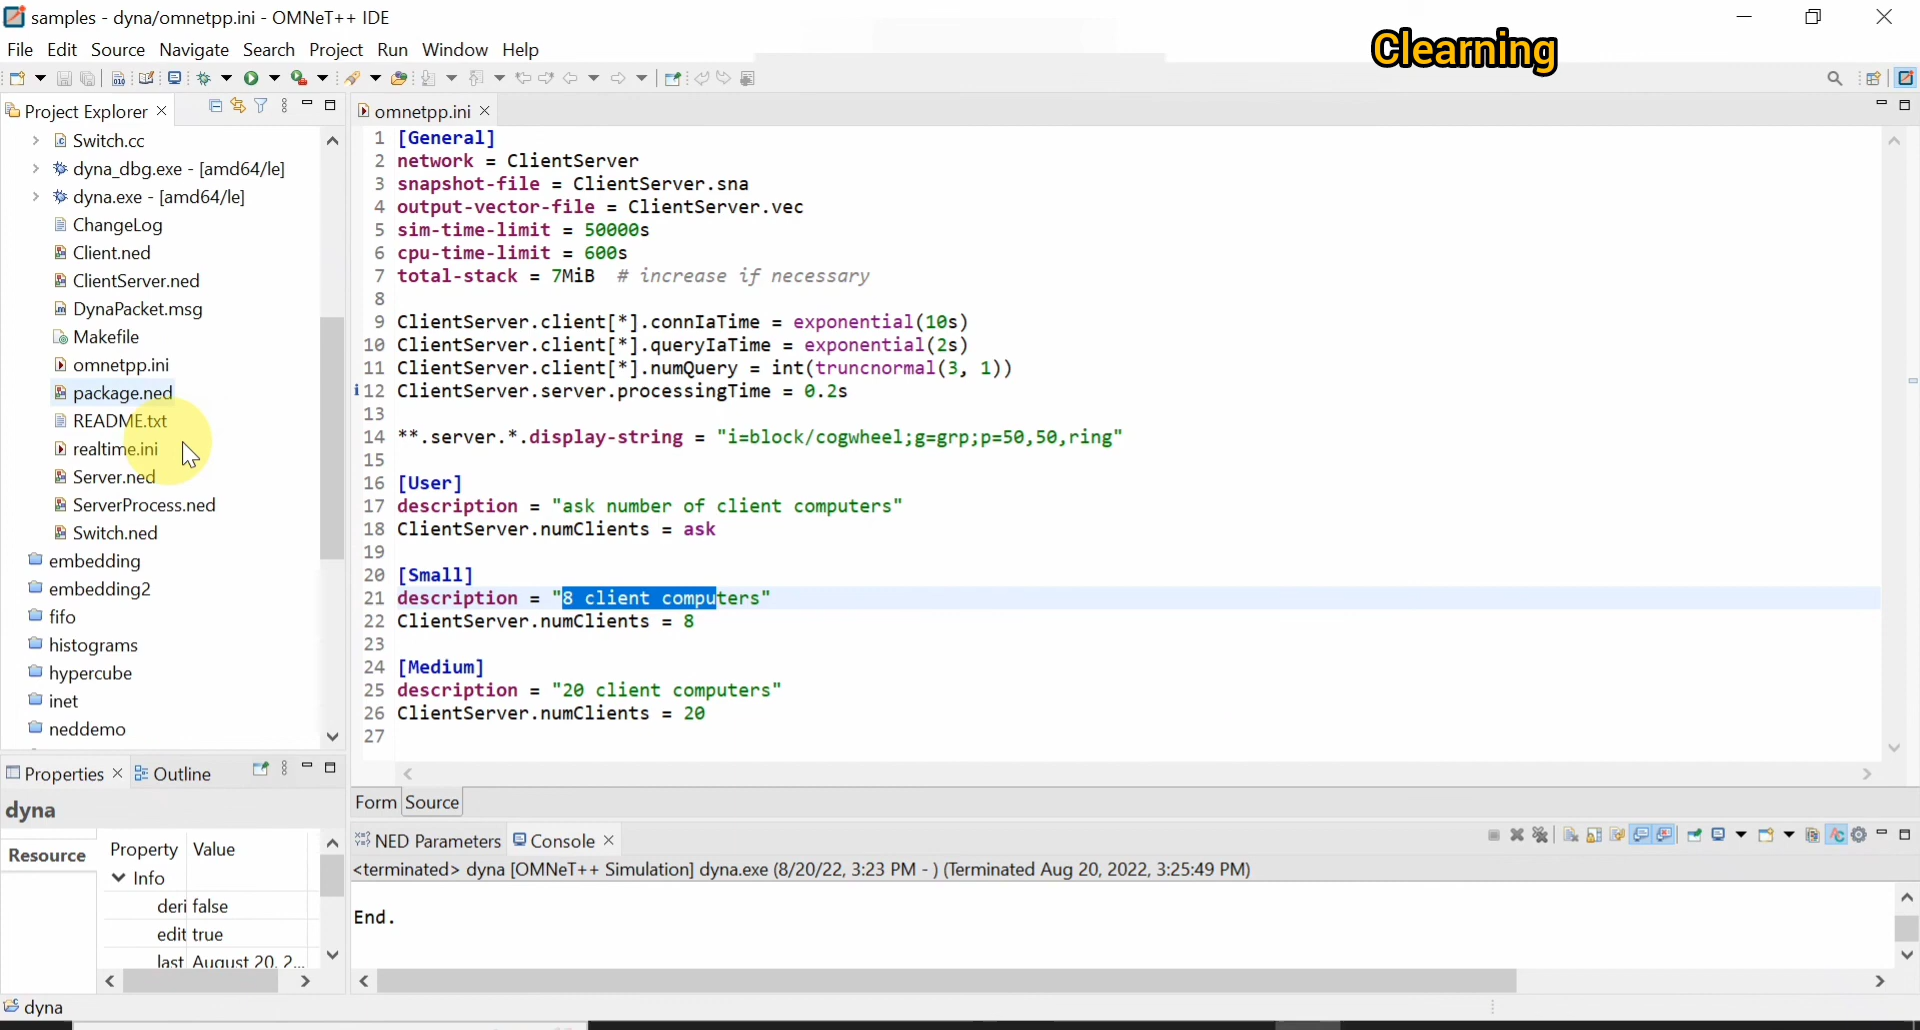 samples - dyna/omnetpp.ini - OMNeT++ IDE
Clearning
File Edit Source Navigate Search Project Run Window Help
Project Explorer
omnetpp.ini
Switch.cc
dyna_dbg.exe - [amd64/le]
dyna.exe - [amd64/le]
ChangeLog
Client.ned
ClientServer.ned
DynaPacket.msg
Makefile
omnetpp.ini
package.ned
README.txt
realtime.ini
Server.ned
ServerProcess.ned
Switch.ned
embedding
embedding2
fifo
histograms
hypercube
inet
neddemo
1 [General]
2 network = ClientServer
3 snapshot-file = ClientServer.sna
4 output-vector-file = ClientServer.vec
5 sim-time-limit = 50000s
6 cpu-time-limit = 600s
7 total-stack = 7MiB # increase if necessary
8
9 ClientServer.client[*].connIaTime = exponential(10s)
10 ClientServer.client[*].queryIaTime = exponential(2s)
11 ClientServer.client[*].numQuery = int(truncnormal(3, 1))
12 ClientServer.server.processingTime = 0.2s
13
14 **.server.*.display-string = "i=block/cogwheel;g=grp;p=50,50,ring"
15
16 [User]
17 description = "ask number of client computers"
18 ClientServer.numClients = ask
19
20 [Small]
21 description = "8 client computers"
22 ClientServer.numClients = 8
23
24 [Medium]
25 description = "20 client computers"
26 ClientServer.numClients = 20
27
Form Source
Properties Outline
dyna
Resource
Property Value
Info
deri false
edit true
last August 20, 2...
NED Parameters Console
<terminated> dyna [OMNeT++ Simulation] dyna.exe (8/20/22, 3:23 PM - ) (Terminated Aug 20, 2022, 3:25:49 PM)
End.
dyna